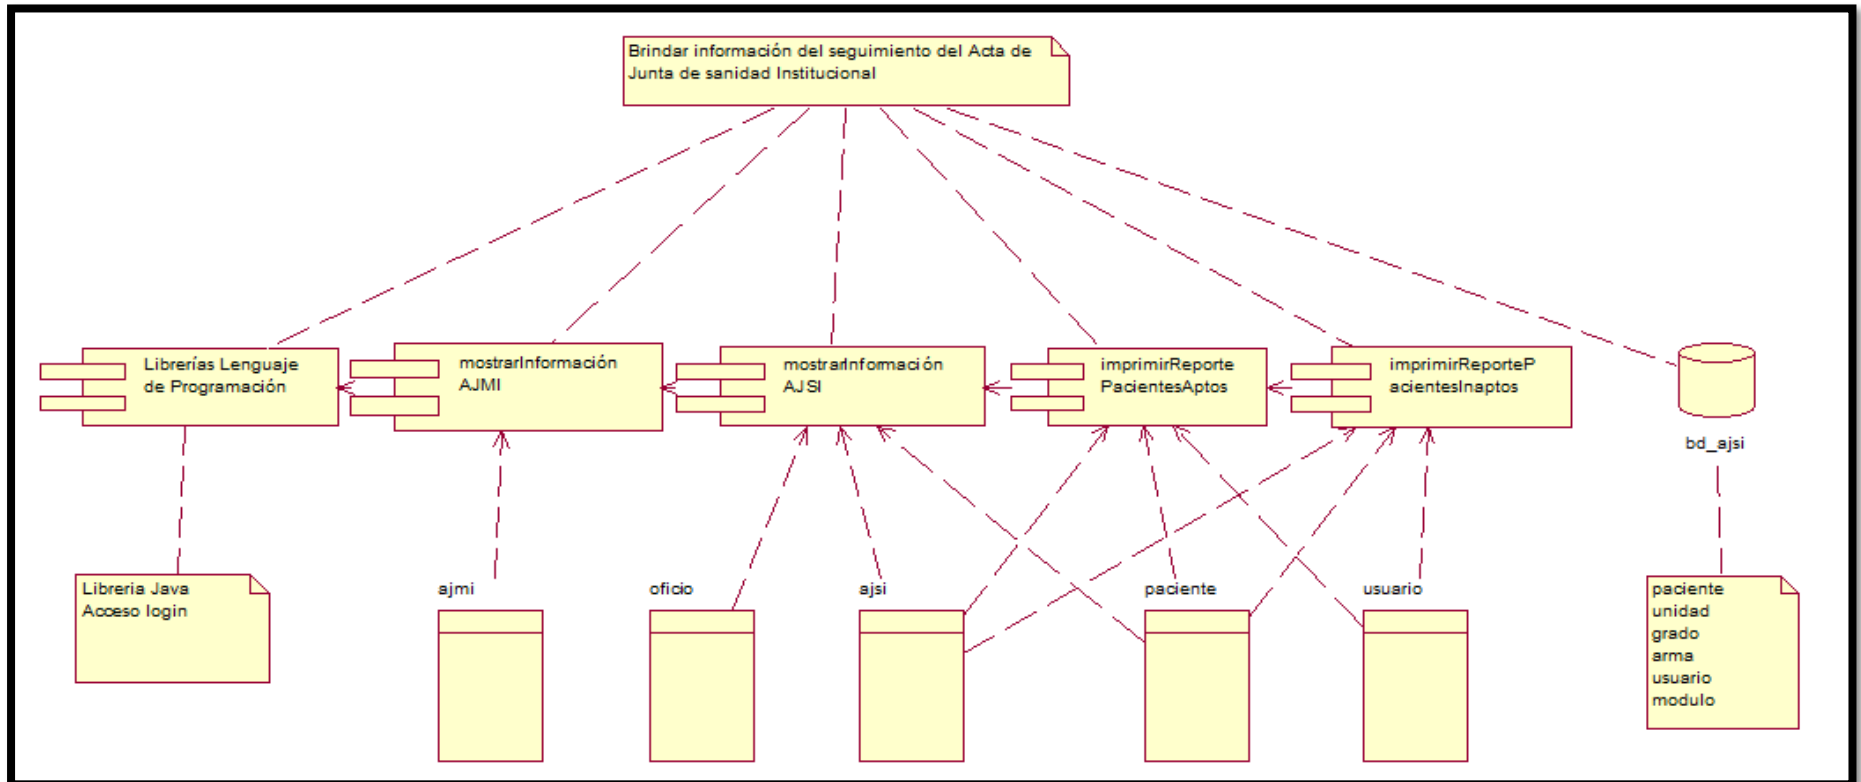 Brindar información del seguimiento del Acta de
Junta de sanidad Institucional
Librerías Lenguaje
de Programación
mostrarInformación
AJMI
mostrarInformación
AJSI
imprimirReporte
PacientesAptos
imprimirReporteP
acientesInaptos
bd_ajsi
Libreria Java
Acceso login
ajmi
oficio
ajsi
paciente
usuario
paciente
unidad
grado
arma
usuario
modulo